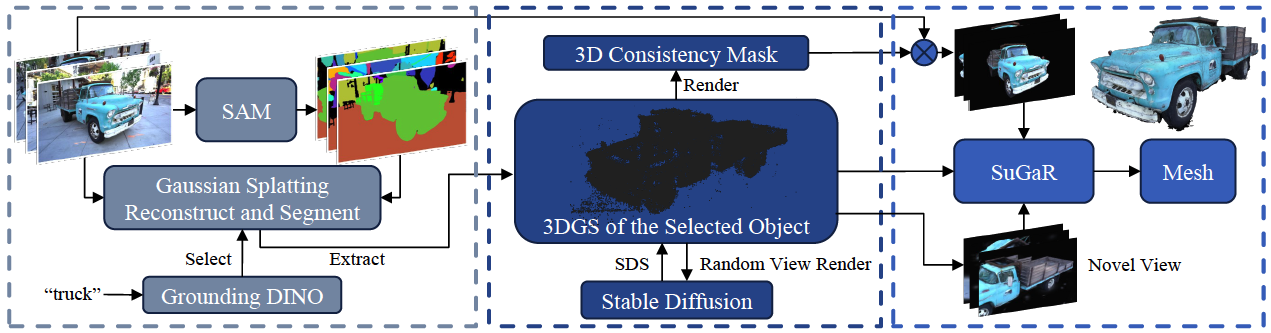 SAM
Gaussian Splatting
Reconstruct and Segment
Select
Extract
“truck”
Grounding DINO
3D Consistency Mask
Render
3DGS of the Selected Object
SDS
Random View Render
Stable Diffusion
SuGaR
Mesh
Novel View